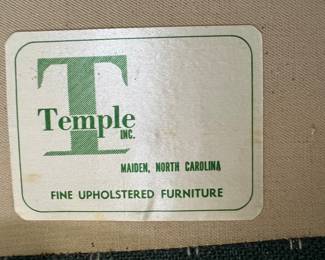 T
Temple
INC.
MAIDEN, NORTH CAROLINA
FINE UPHOLSTERED FURNITURE